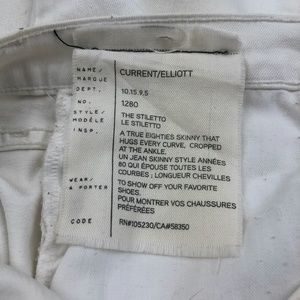 NAME/
MARQUE
CURRENT/ELLIOTT
DEPT.
10.15.9.5
NO.
1280
STYLE/
MODÈLE
THE STILETTO
LE STILETTO
INSP.
A TRUE EIGHTIES SKINNY THAT
HUGS EVERY CURVE, CROPPED
AT THE ANKLE.
UN JEAN SKINNY STYLE ANNÉES
80 QUI ÉPOUSE TOUTES LES
COURBES ; LONGUEUR CHEVILLES
WEAR/
À PORTER
TO SHOW OFF YOUR FAVORITE
SHOES.
POUR MONTRER VOS CHAUSSURES
PRÉFÉRÉES
CODE
RN#105230/CA#58350